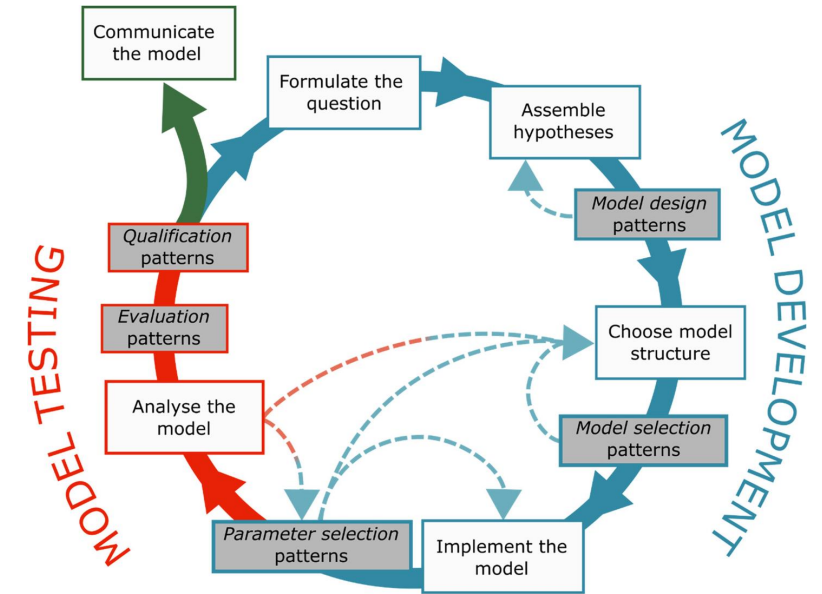 Communicate
the model
Formulate the
question
Assemble
hypotheses
Model design
patterns
Choose model
structure
Model selection
patterns
Implement the
model
Parameter selection
patterns
Analyse the
model
Evaluation
patterns
Qualification
patterns
MODEL DEVELOPMENT
MODEL TESTING